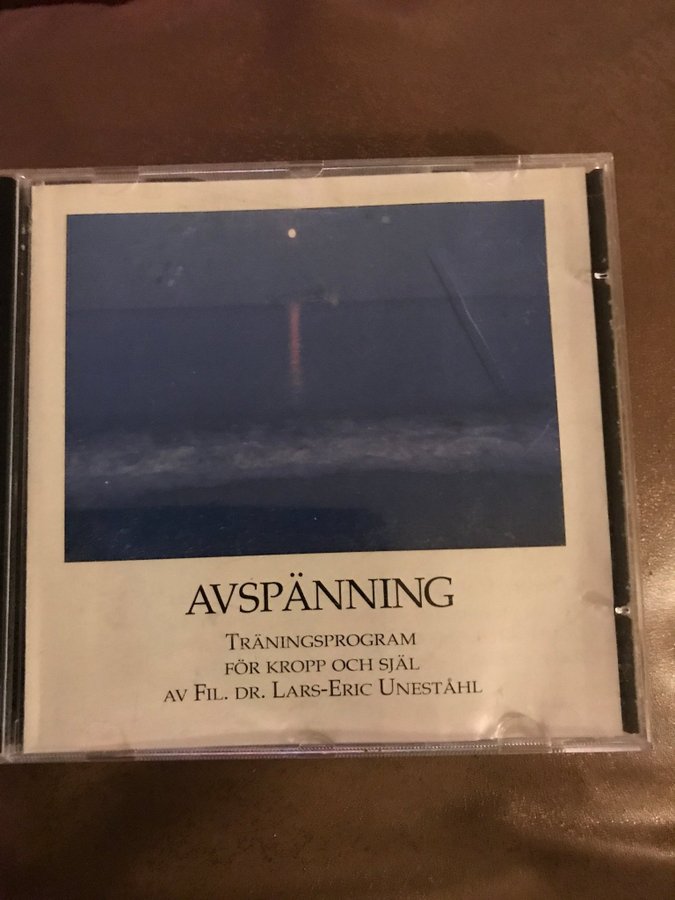 AVSPÄNNING
TRÄNINGSPROGRAM
FÖR KROPP OCH SJÄL
AV FIL. DR. LARS-ERIC UNESTÅHL